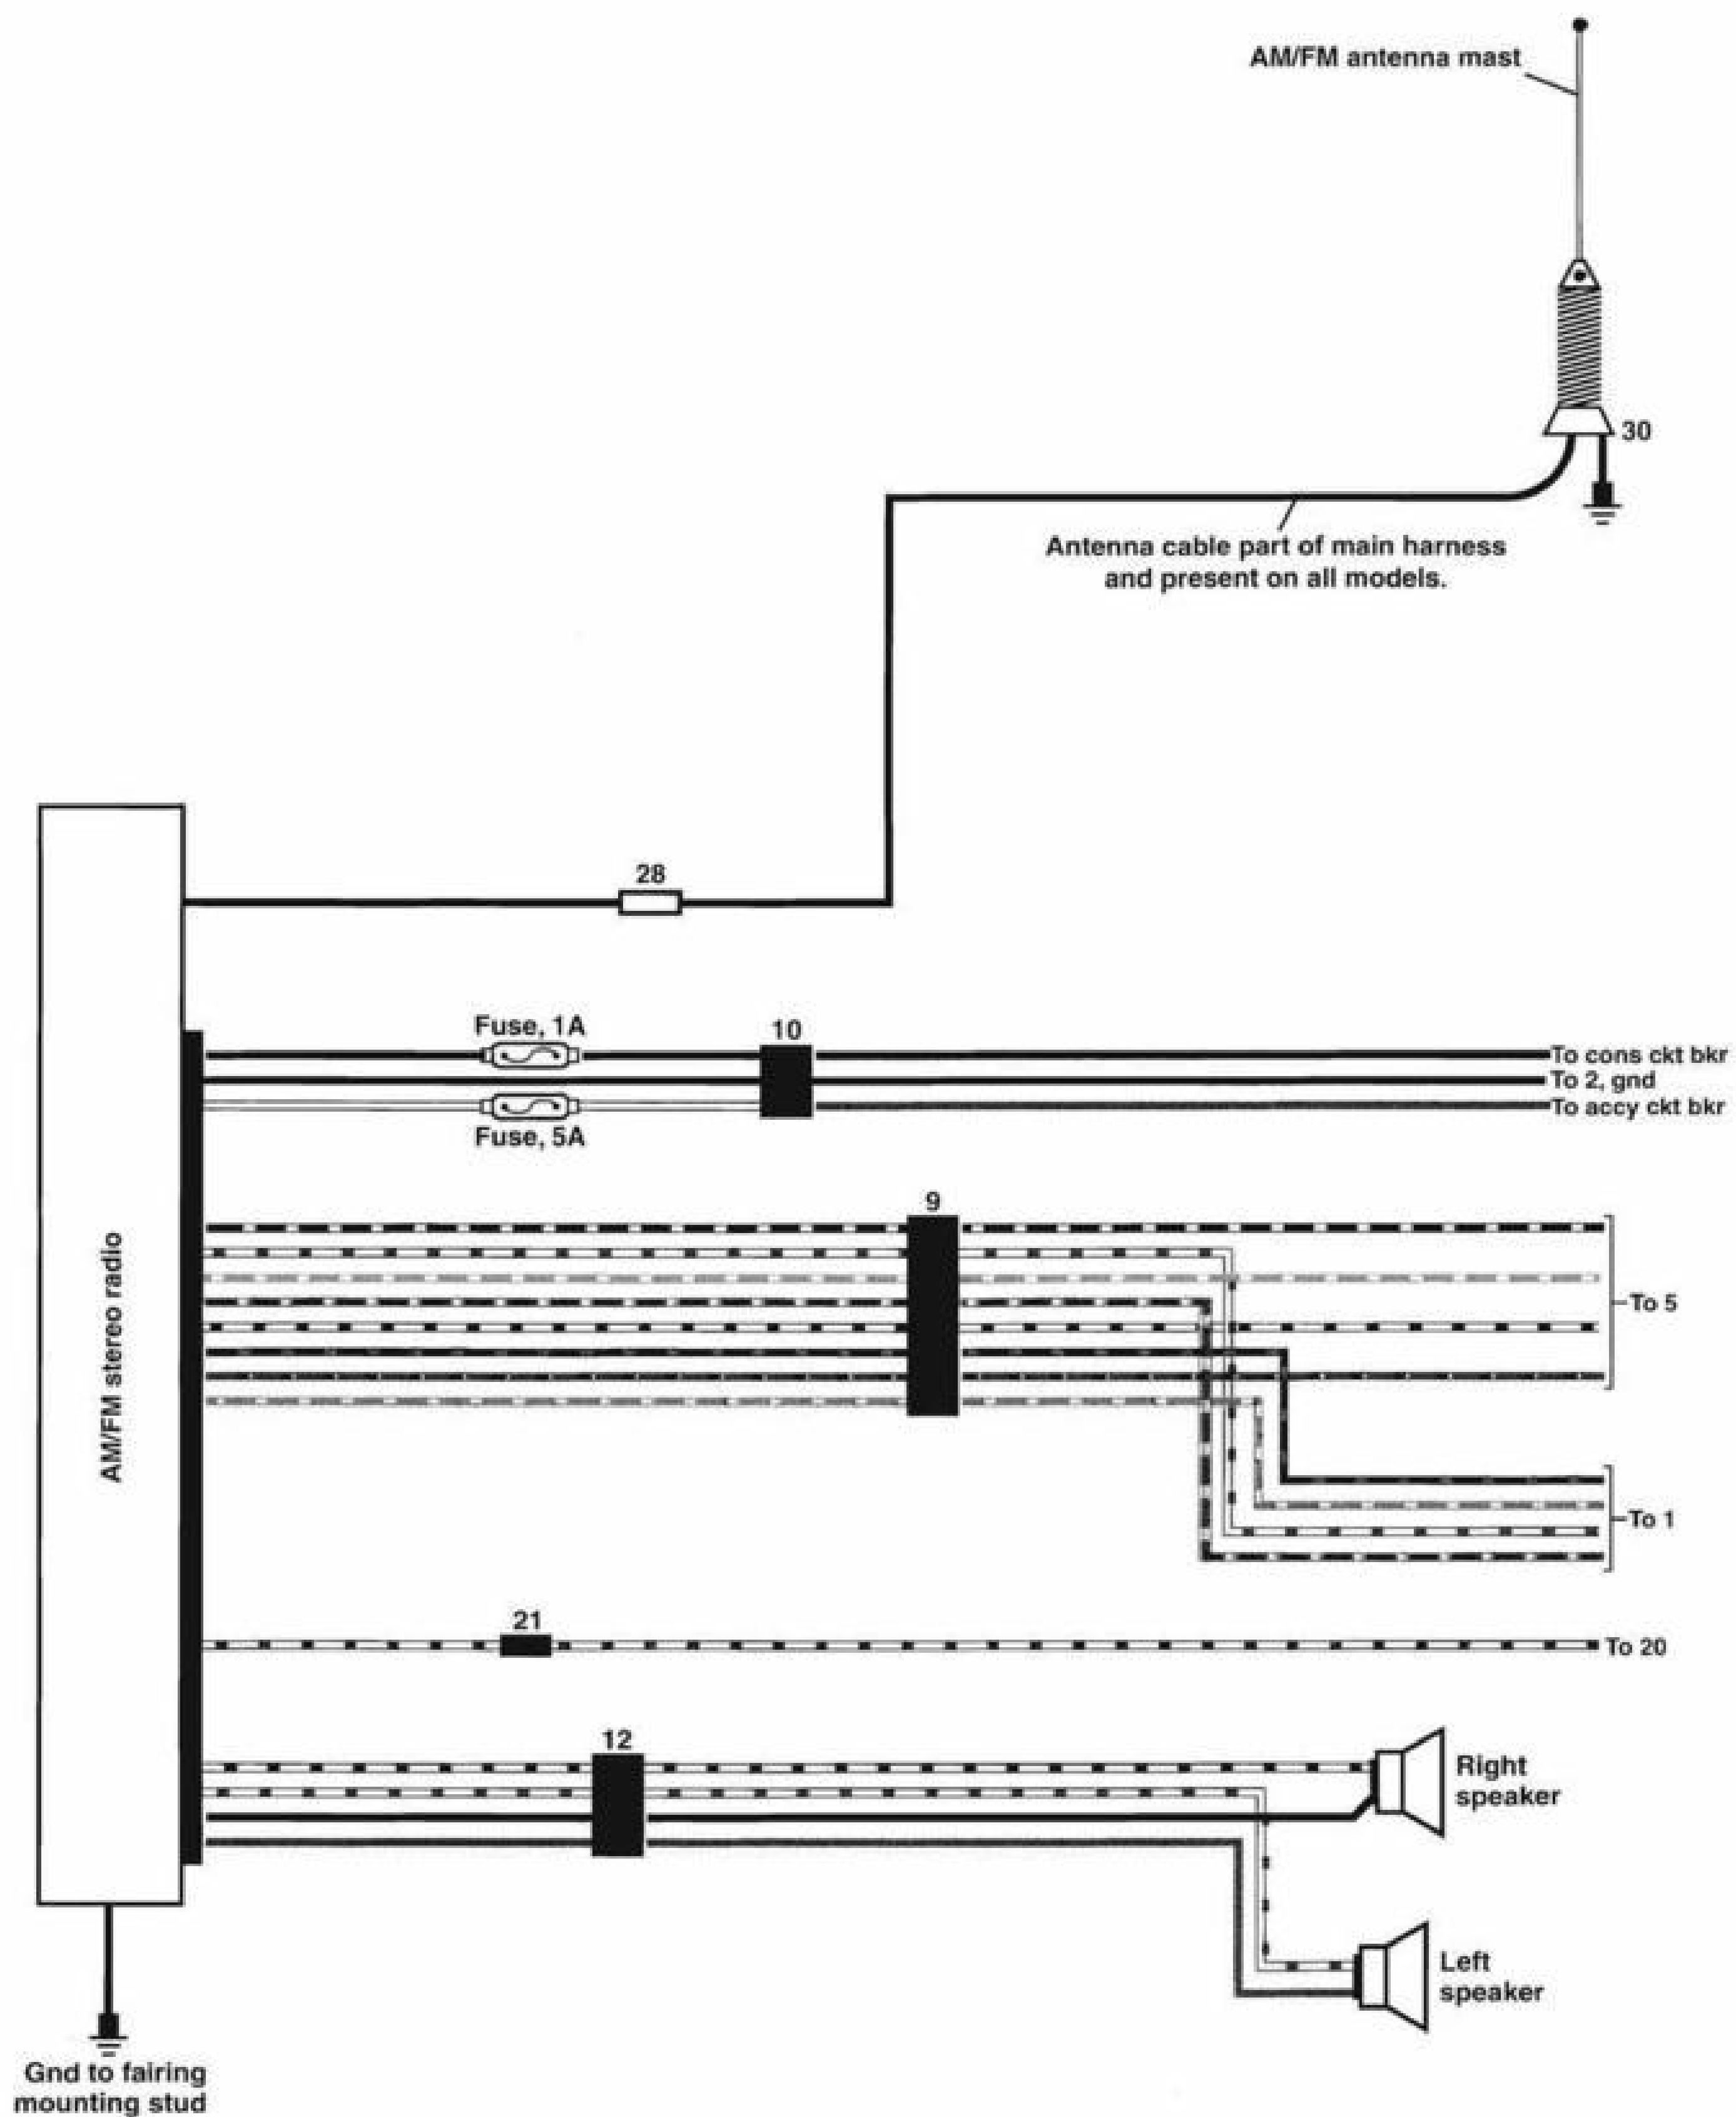 AM/FM antenna mast
30
Antenna cable part of main harness
and present on all models.
28
Fuse, 1A
10
To cons ckt bkr
To 2, gnd
To accy ckt bkr
Fuse, 5A
9
To 5
AM/FM stereo radio
To 1
21
To 20
12
Right
speaker
Left
speaker
Gnd to fairing
mounting stud